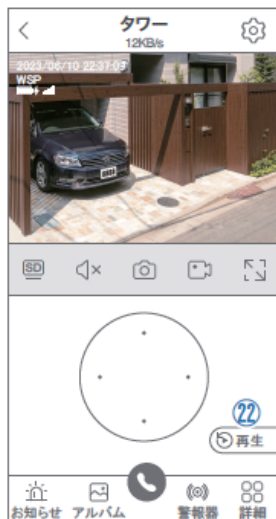 タワー
12KB/s
2023/06/10 22:37:03
WSP
SD
㉒
再生
お知らせ
アルバム
警報器
詳細